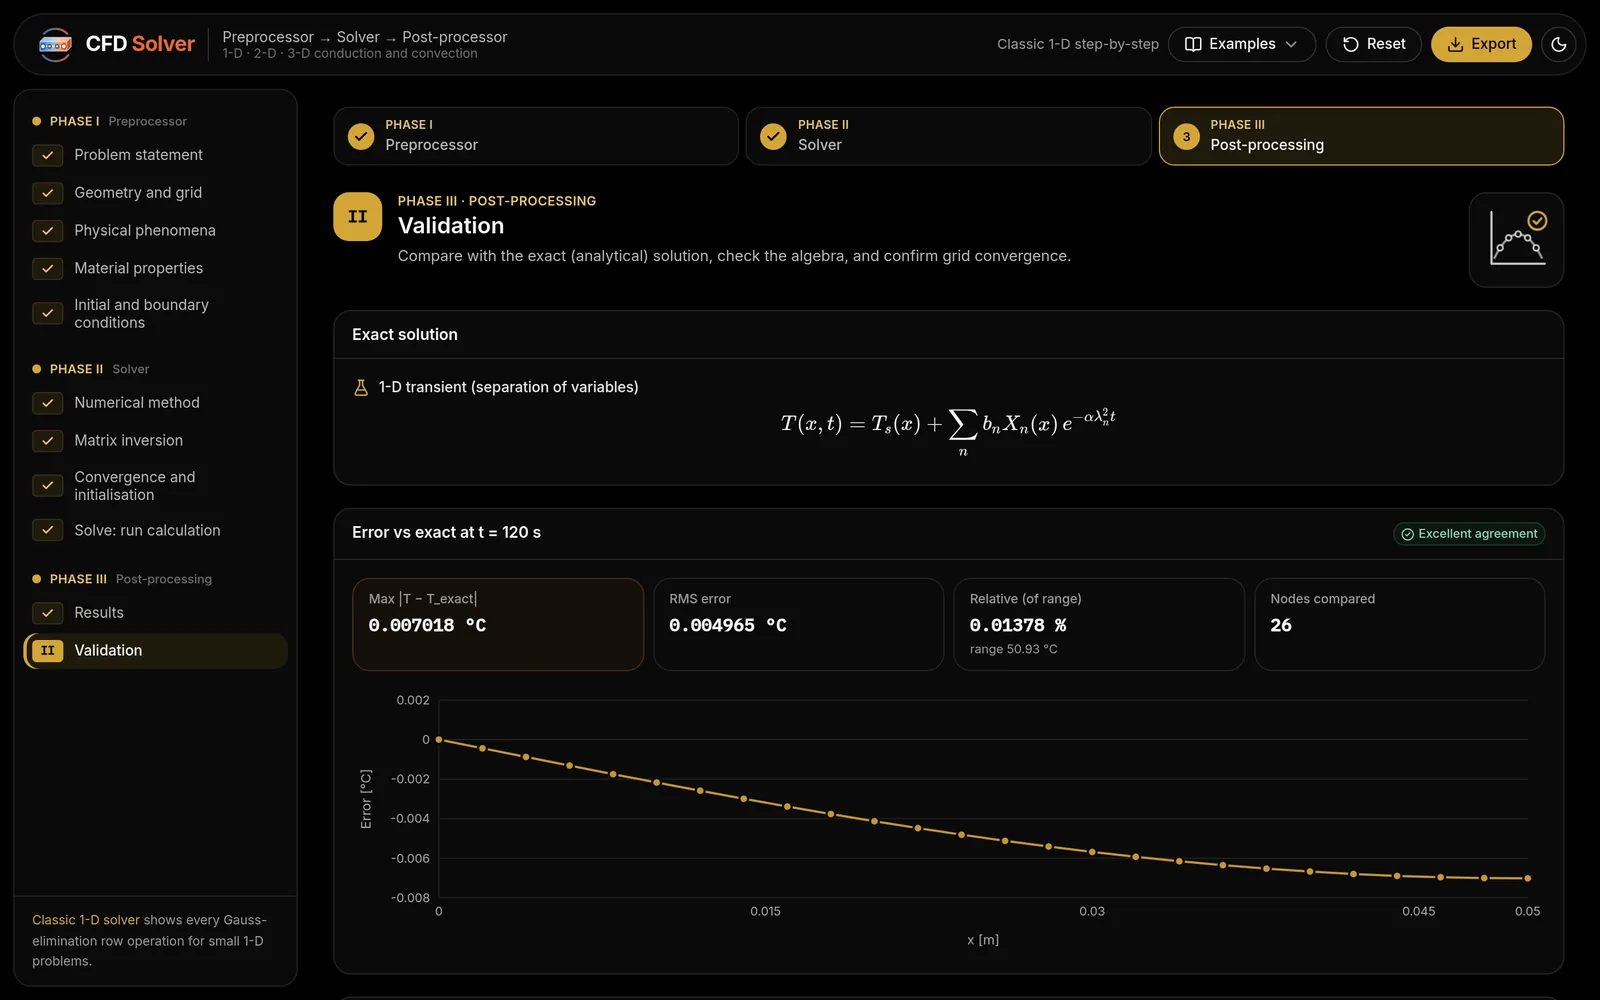 CFD Solver
Preprocessor → Solver → Post-processor
1-D · 2-D · 3-D conduction and convection
Classic 1-D step-by-step
Examples
Reset
Export
PHASE I Preprocessor
Problem statement
Geometry and grid
Physical phenomena
Material properties
Initial and boundary
conditions
PHASE II Solver
Numerical method
Matrix inversion
Convergence and
initialisation
Solve: run calculation
PHASE III Post-processing
Results
II Validation
Classic 1-D solver shows every Gauss-
elimination row operation for small 1-D
problems.
PHASE I
Preprocessor
PHASE II
Solver
3
PHASE III
Post-processing
II
PHASE III · POST-PROCESSING
Validation
Compare with the exact (analytical) solution, check the algebra, and confirm grid convergence.
Exact solution
1-D transient (separation of variables)
T(x, t) = T_s(x) + ∑_n b_n X_n(x) e^{−αλ_n^2 t}
Error vs exact at t = 120 s
Excellent agreement
Max |T − T_exact|
0.007018 °C
RMS error
0.004965 °C
Relative (of range)
0.01378 %
range 50.93 °C
Nodes compared
26
0.002
0
-0.002
-0.004
-0.006
-0.008
Error [°C]
0 0.015 0.03 0.045 0.05
x [m]